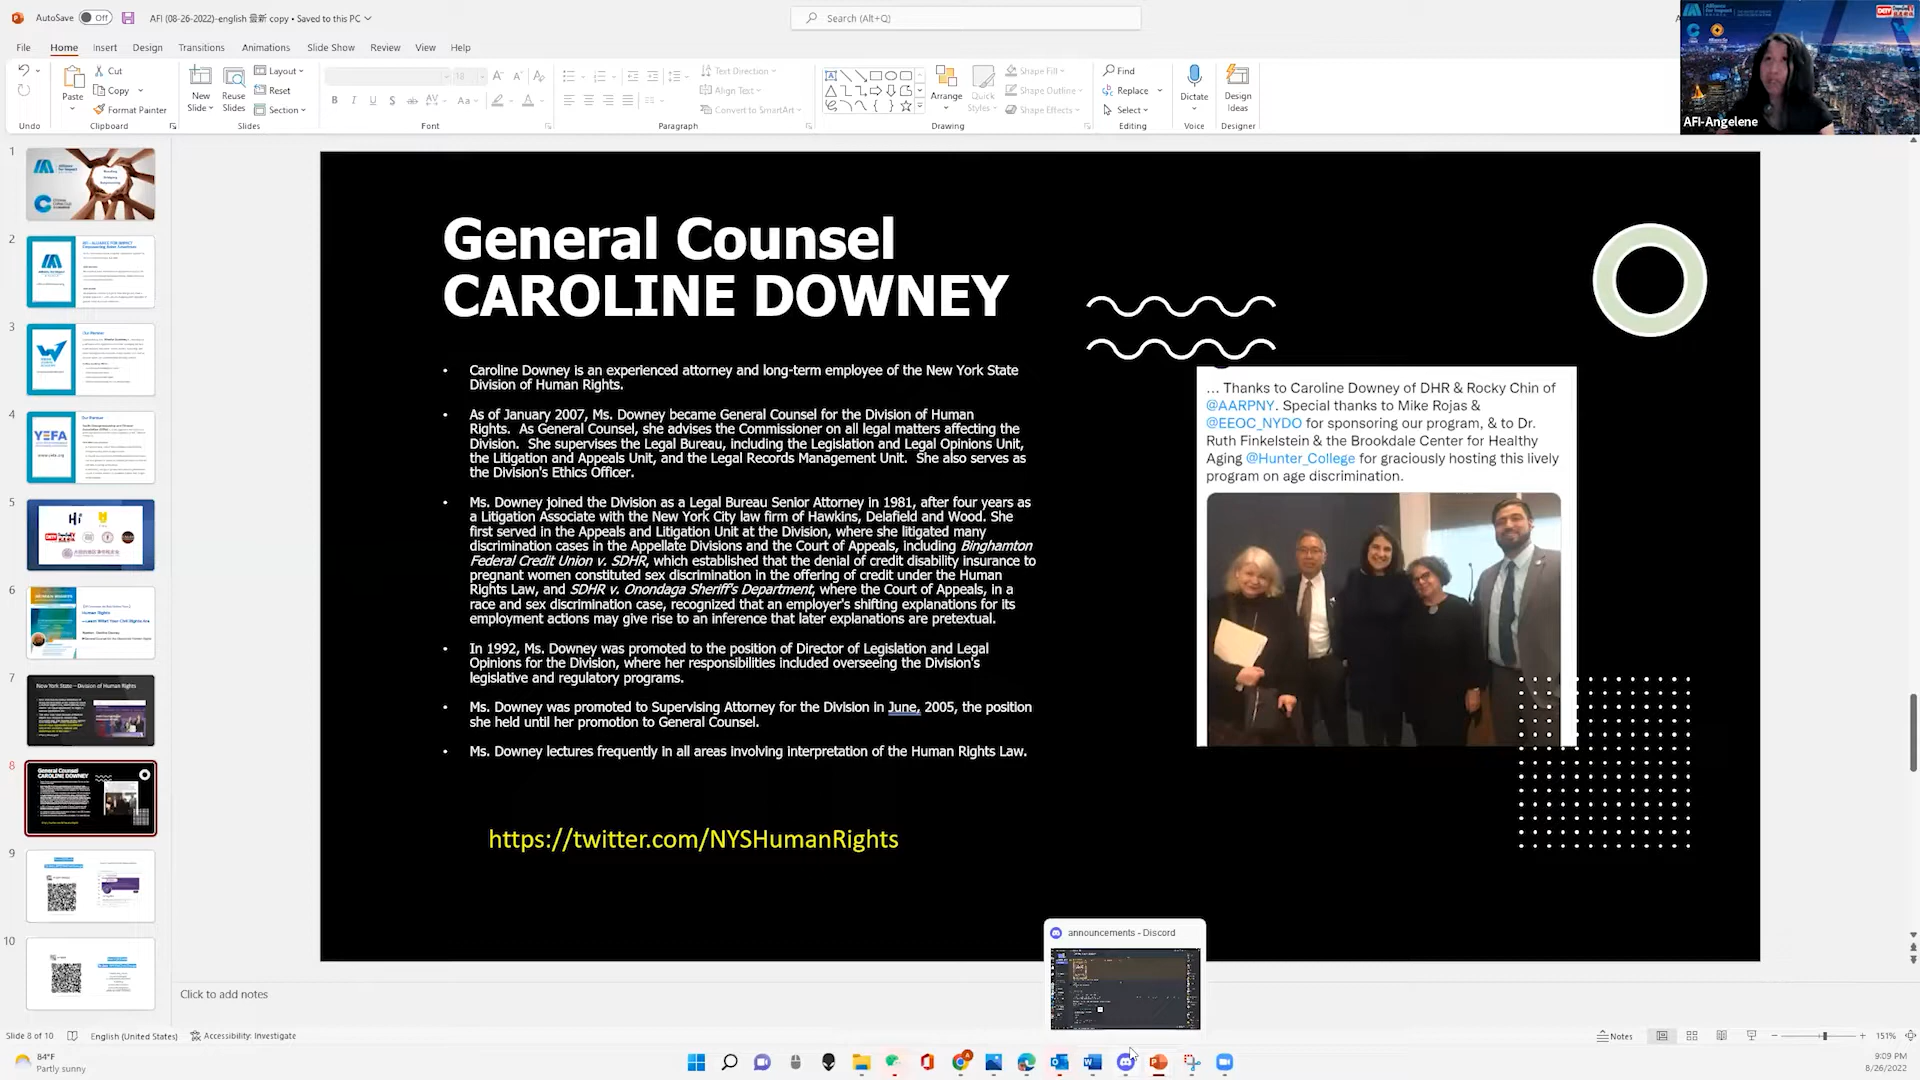 AutoSave Off AFI (08-26-2022)-english 最新 copy • Saved to this PC
Search (Alt+Q)
File Home Insert Design Transitions Animations Slide Show Review View Help
Cut
Copy
Format Painter
Paste
New Slide
Reuse Slides
Layout
Reset
Section
18
Text Direction
Align Text
Convert to SmartArt
Arrange
Quick Styles
Shape Fill
Shape Outline
Shape Effects
Find
Replace
Select
Dictate
Design Ideas
Undo Clipboard Slides Font Paragraph Drawing Editing Voice Designer
AFI-Angelene
General Counsel
CAROLINE DOWNEY
• Caroline Downey is an experienced attorney and long-term employee of the New York State
Division of Human Rights.
• As of January 2007, Ms. Downey became General Counsel for the Division of Human
Rights. As General Counsel, she advises the Commissioner on all legal matters affecting the
Division. She supervises the Legal Bureau, including the Legislation and Legal Opinions Unit,
the Litigation and Appeals Unit, and the Legal Records Management Unit. She also serves as
the Division's Ethics Officer.
• Ms. Downey joined the Division as a Legal Bureau Senior Attorney in 1981, after four years as
a Litigation Associate with the New York City law firm of Hawkins, Delafield and Wood. She
first served in the Appeals and Litigation Unit at the Division, where she litigated many
discrimination cases in the Appellate Divisions and the Court of Appeals, including Binghamton
Federal Credit Union v. SDHR, which established that the denial of credit disability insurance to
pregnant women constituted sex discrimination in the offering of credit under the Human
Rights Law, and SDHR v. Onondaga Sheriff's Department, where the Court of Appeals, in a
race and sex discrimination case, recognized that an employer's shifting explanations for its
employment actions may give rise to an inference that later explanations are pretextual.
• In 1992, Ms. Downey was promoted to the position of Director of Legislation and Legal
Opinions for the Division, where her responsibilities included overseeing the Division's
legislative and regulatory programs.
• Ms. Downey was promoted to Supervising Attorney for the Division in June, 2005, the position
she held until her promotion to General Counsel.
• Ms. Downey lectures frequently in all areas involving interpretation of the Human Rights Law.
https://twitter.com/NYSHumanRights
... Thanks to Caroline Downey of DHR & Rocky Chin of
@AARPNY. Special thanks to Mike Rojas &
@EEOC_NYDO for sponsoring our program, & to Dr.
Ruth Finkelstein & the Brookdale Center for Healthy
Aging @Hunter_College for graciously hosting this lively
program on age discrimination.
1
2
3
4
YEFA
5
Hi
6
Human Rights
7
New York State – Division of Human Rights
8
General Counsel
CAROLINE DOWNEY
9
10
announcements - Discord
Click to add notes
Slide 8 of 10 English (United States) Accessibility: Investigate
Notes
151%
84°F
Partly sunny
9:09 PM
8/26/2022